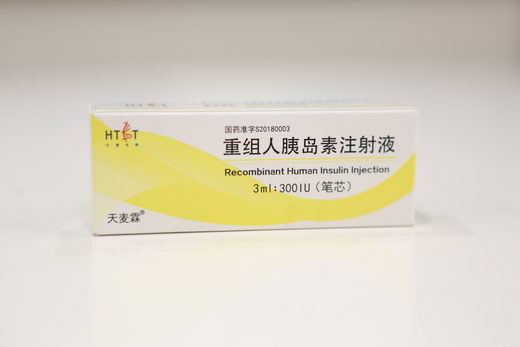 HT T
国药准字S20180003
重组人胰岛素注射液
Recombinant Human Insulin Injection
3ml:300IU(笔芯)
天麦霖®